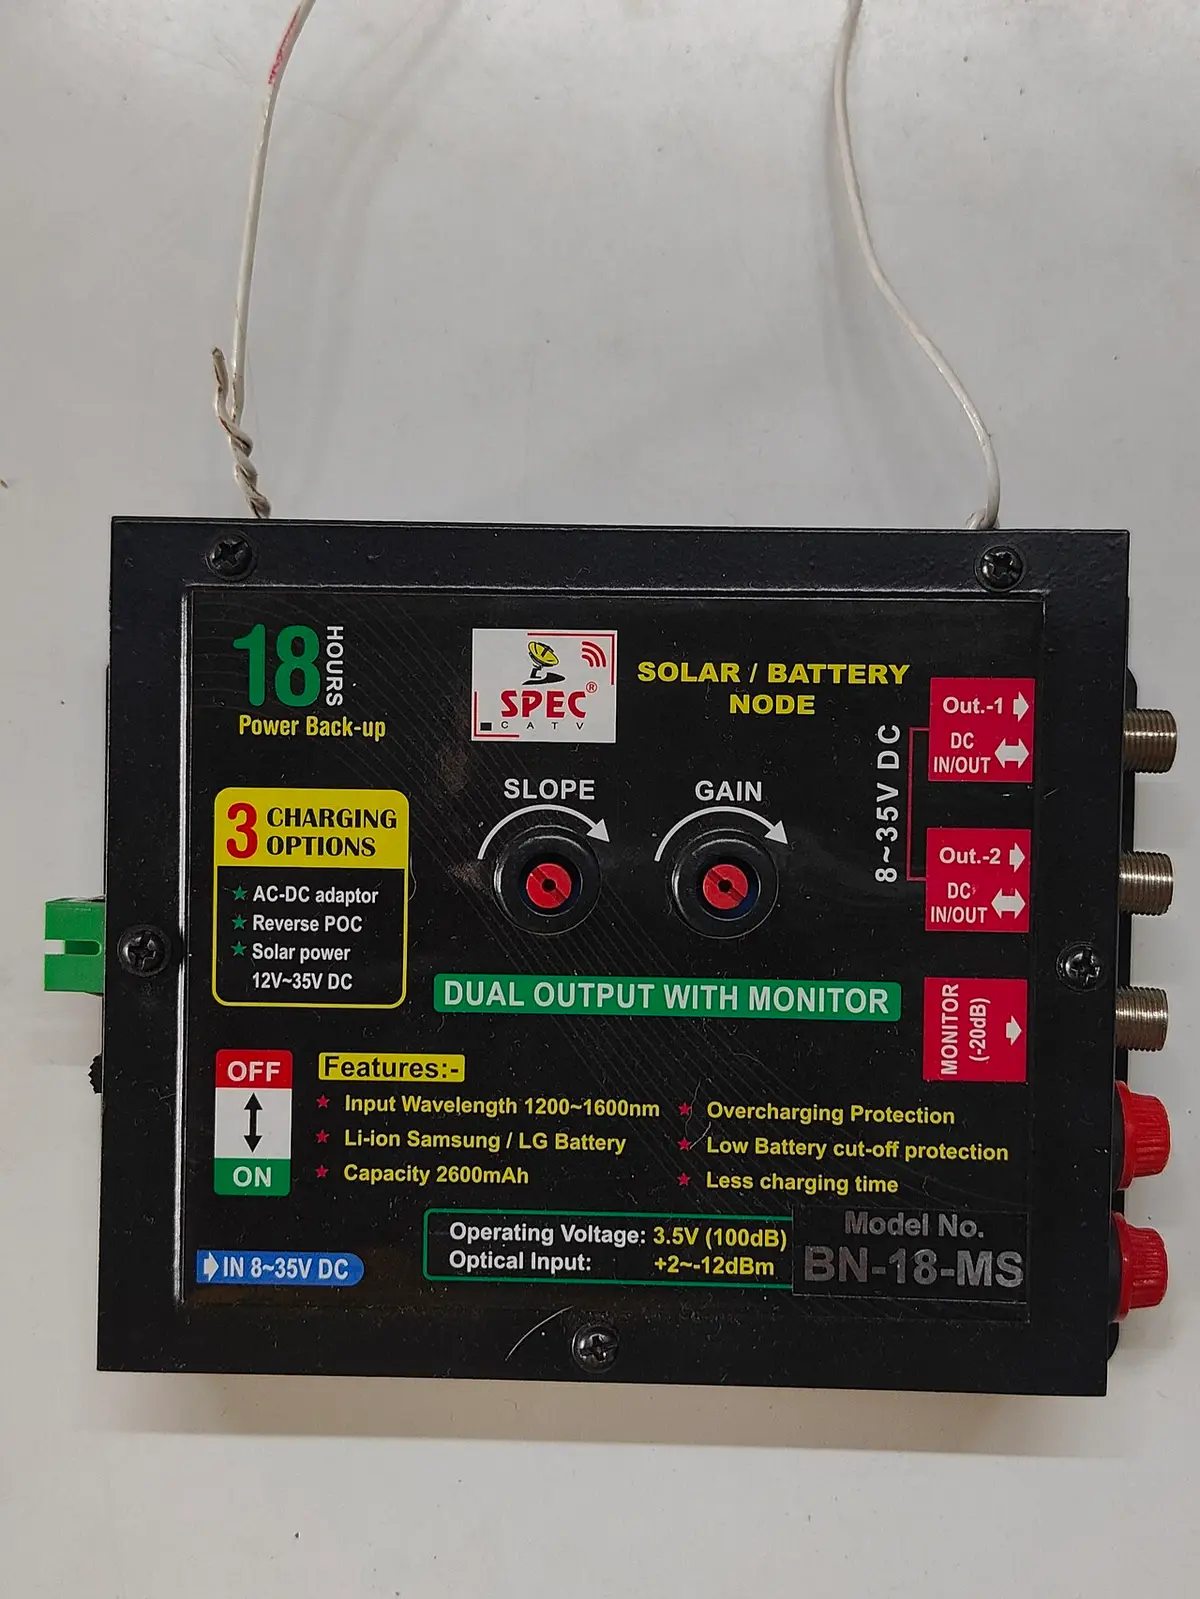 18 HOURS
Power Back-up
SPEC®
CATV
SOLAR / BATTERY
NODE
Out.-1
DC
IN/OUT
8~35V DC
Out.-2
DC
IN/OUT
SLOPE
GAIN
3 CHARGING
OPTIONS
AC-DC adaptor
Reverse POC
Solar power
12V~35V DC
DUAL OUTPUT WITH MONITOR
MONITOR
(-20dB)
OFF
ON
Features:-
Input Wavelength 1200~1600nm
Li-ion Samsung / LG Battery
Capacity 2600mAh
Overcharging Protection
Low Battery cut-off protection
Less charging time
Operating Voltage: 3.5V (100dB)
Optical Input: +2~-12dBm
Model No.
BN-18-MS
IN 8~35V DC